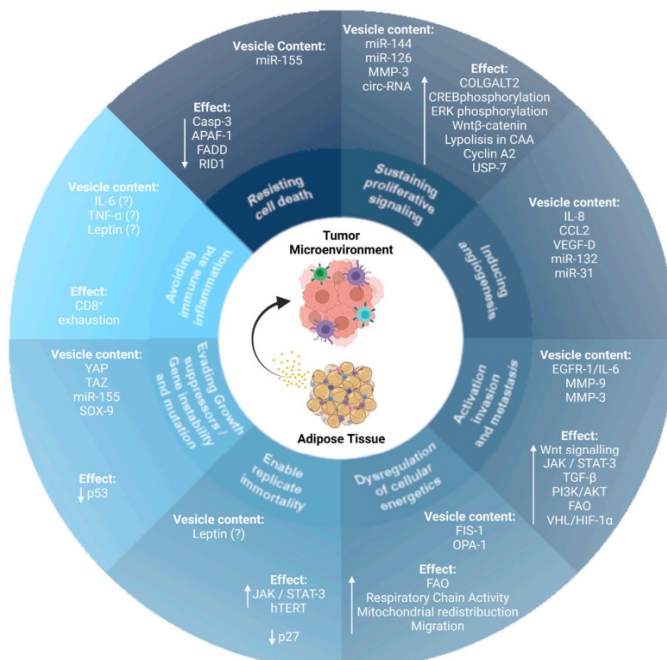 Vesicle Content:
miR-155
Effect:
Casp-3
APAF-1
FADD
RID1
Resisting
cell death
Vesicle content:
miR-144
miR-126
MMP-3
circ-RNA
Effect:
COLGALT2
CREBphosphorylation
ERK phosphorylation
Wntβ-catenin
Lypolisis in CAA
Cyclin A2
USP-7
Sustaining
proliferative
signaling
Vesicle content:
IL-8
CCL2
VEGF-D
miR-132
miR-31
Inducing
angiogenesis
Vesicle content:
EGFR-1/IL-6
MMP-9
MMP-3
Effect:
Wnt signalling
JAK / STAT-3
TGF-β
PI3K/AKT
FAO
VHL/HIF-1α
Activation
invasion
and metastasis
Vesicle content:
FIS-1
OPA-1
Effect:
FAO
Respiratory Chain Activity
Mitochondrial redistribucction
Migration
Dysregulation
of cellular
energetics
Vesicle content:
Leptin (?)
Effect:
JAK / STAT-3
hTERT
p27
Enable
replicate
immortality
Vesicle content:
YAP
TAZ
miR-155
SOX-9
Effect:
p53
Evading Growth
suppressors /
Gene instability
and mutation
Vesicle content:
IL-6 (?)
TNF-α (?)
Leptin (?)
Effect:
CD8⁺
exhaustion
Avoiding
immune and
inflamation
Tumor
Microenvironment
Adipose Tissue